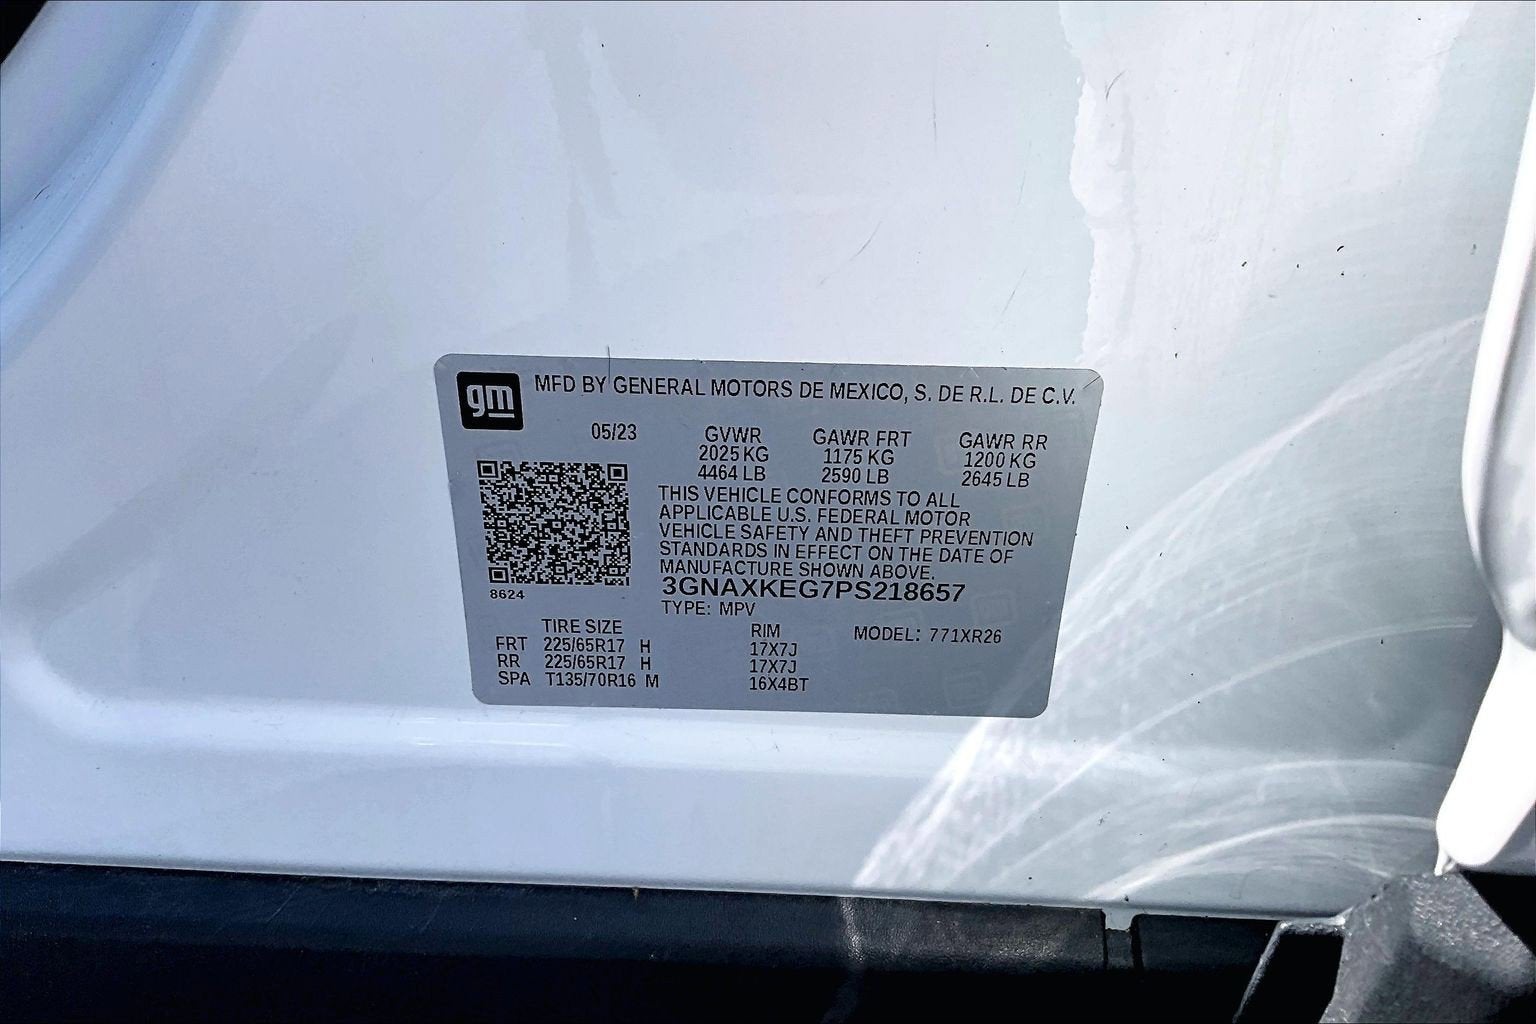 gm MFD BY GENERAL MOTORS DE MEXICO, S. DE R.L. DE C.V.
05/23 GVWR GAWR FRT GAWR RR
2025 KG 1175 KG 1200 KG
4464 LB 2590 LB 2645 LB
THIS VEHICLE CONFORMS TO ALL
APPLICABLE U.S. FEDERAL MOTOR
VEHICLE SAFETY AND THEFT PREVENTION
STANDARDS IN EFFECT ON THE DATE OF
MANUFACTURE SHOWN ABOVE.
8624 3GNAXKEG7PS218657
TYPE: MPV
TIRE SIZE RIM MODEL: 771XR26
FRT 225/65R17 H 17X7J
RR 225/65R17 H 17X7J
SPA T135/70R16 M 16X4BT